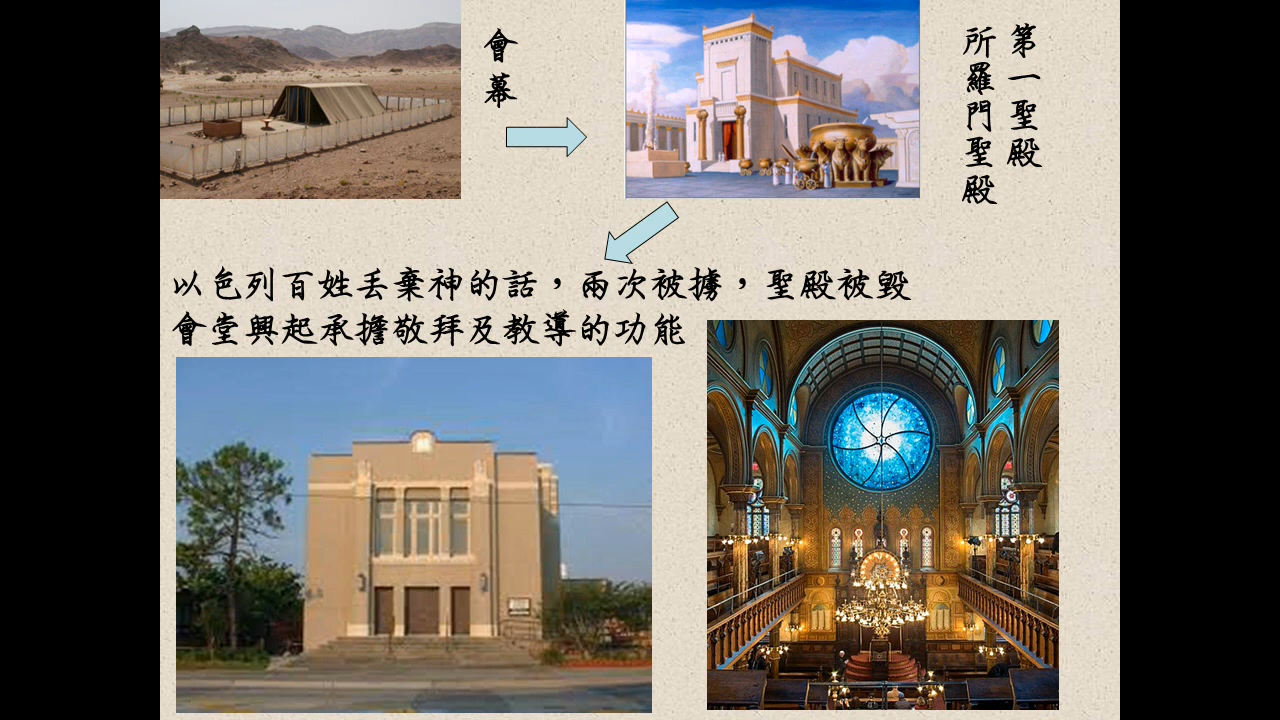 會幕
第一聖殿
所羅門聖殿
以色列百姓丟棄神的話，兩次被擄，聖殿被毀
會堂興起承擔敬拜及教導的功能